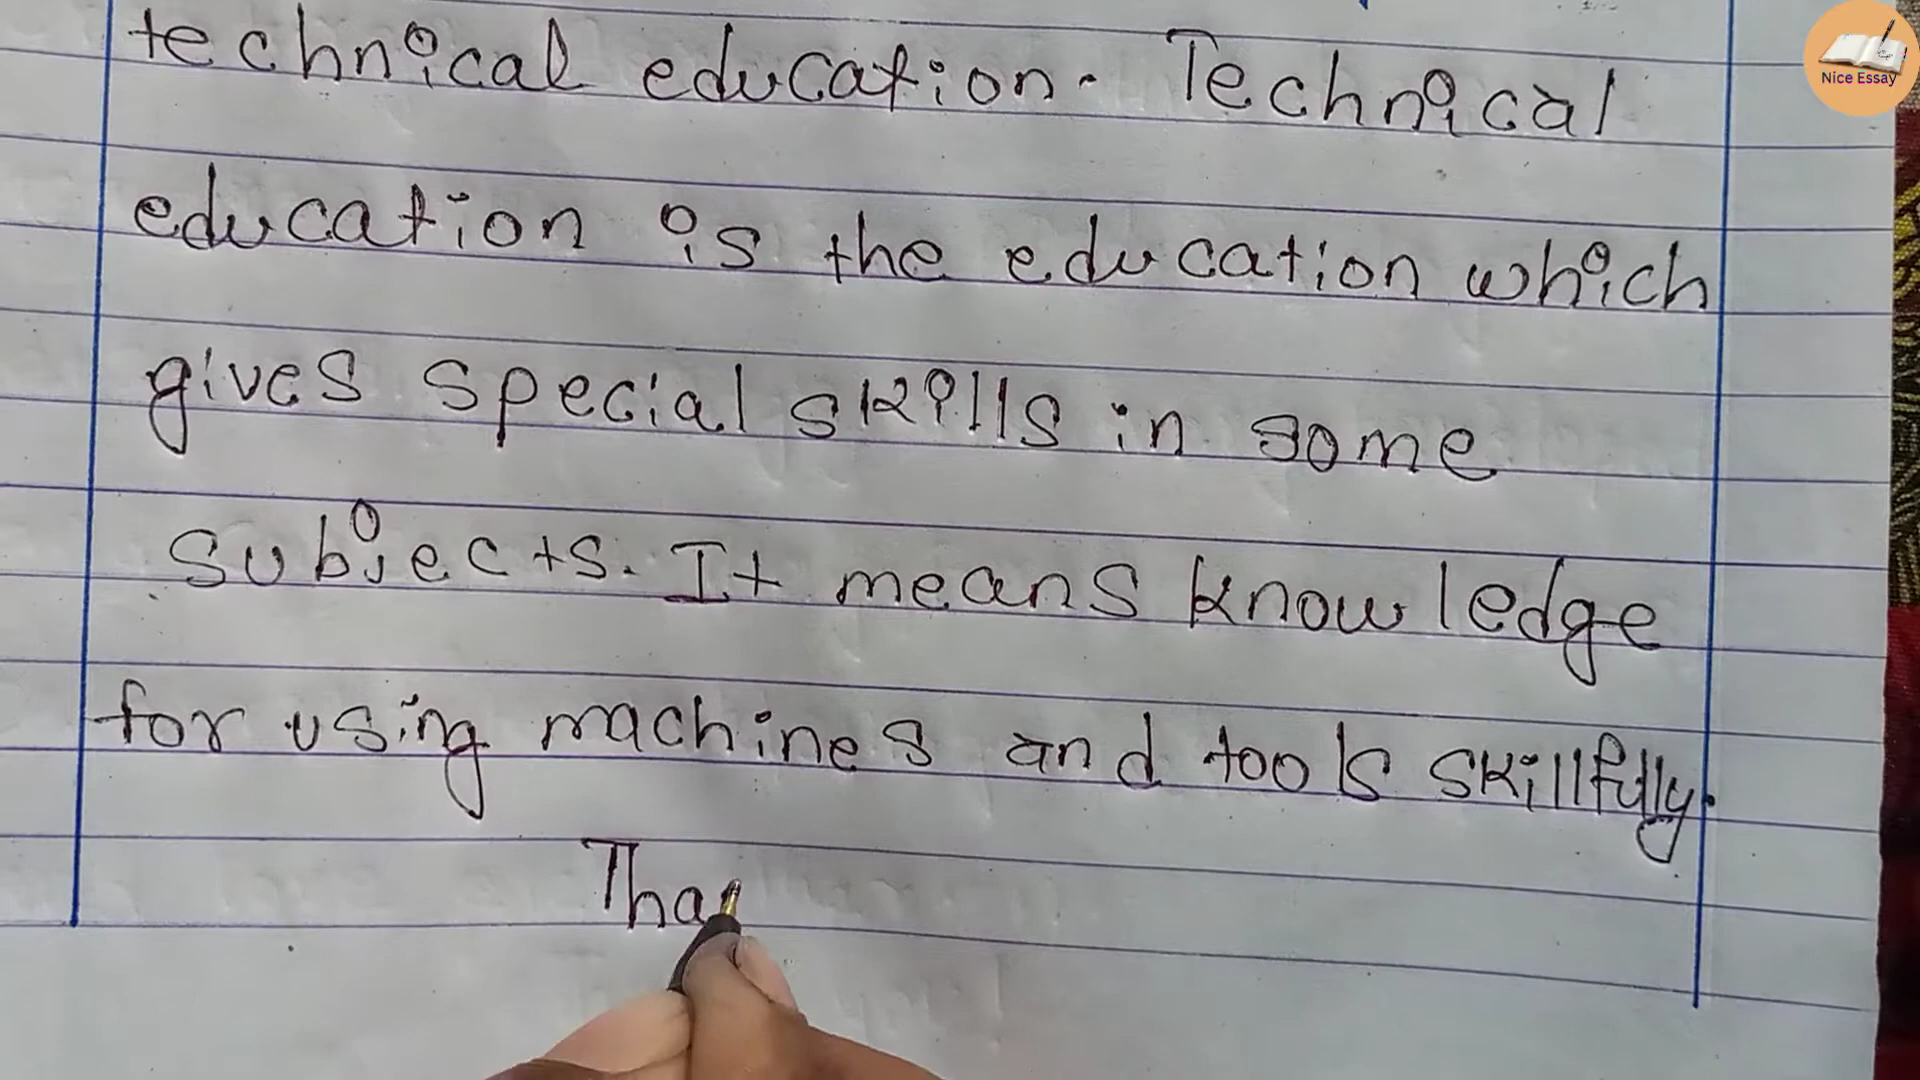 technical education. Technical
education is the education which
gives special skills in some
subjects. It means knowledge
for using machines and tools skillfully.
Tha
Nice Essay